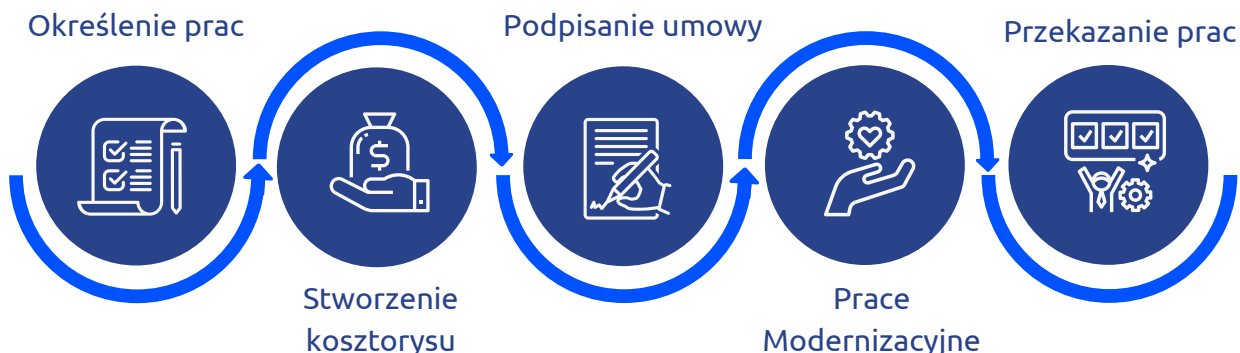 Określenie prac
Stworzenie
kosztorysu
Podpisanie umowy
Prace
Modernizacyjne
Przekazanie prac
$